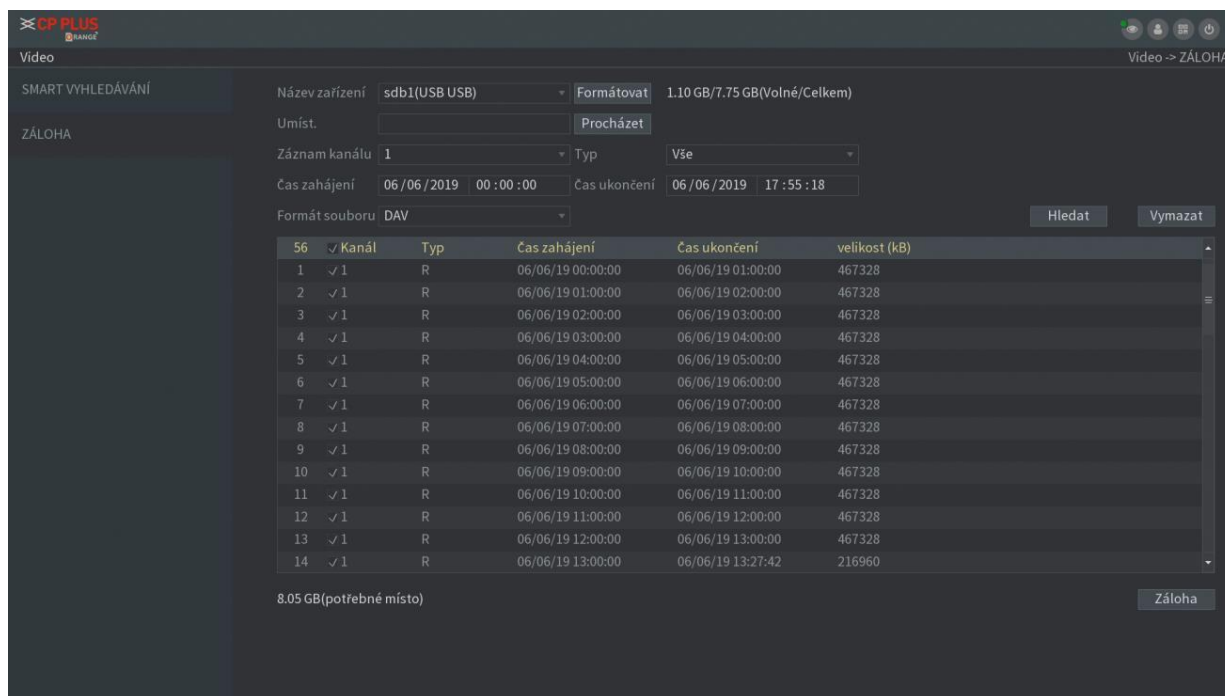 CP PLUS
ORANGE
Video
Video -> ZÁLOHA
SMART VYHLEDÁVÁNÍ
ZÁLOHA
Název zařízení sdb1(USB USB) Formátovat 1.10 GB/7.75 GB(Volné/Celkem)
Umíst. Procházet
Záznam kanálu 1 Typ Vše
Čas zahájení 06/06/2019 00:00:00 Čas ukončení 06/06/2019 17:55:18
Formát souboru DAV Hledat Vymazat
56 Kanál Typ Čas zahájení Čas ukončení velikost (kB)
1 1 R 06/06/19 00:00:00 06/06/19 01:00:00 467328
2 1 R 06/06/19 01:00:00 06/06/19 02:00:00 467328
3 1 R 06/06/19 02:00:00 06/06/19 03:00:00 467328
4 1 R 06/06/19 03:00:00 06/06/19 04:00:00 467328
5 1 R 06/06/19 04:00:00 06/06/19 05:00:00 467328
6 1 R 06/06/19 05:00:00 06/06/19 06:00:00 467328
7 1 R 06/06/19 06:00:00 06/06/19 07:00:00 467328
8 1 R 06/06/19 07:00:00 06/06/19 08:00:00 467328
9 1 R 06/06/19 08:00:00 06/06/19 09:00:00 467328
10 1 R 06/06/19 09:00:00 06/06/19 10:00:00 467328
11 1 R 06/06/19 10:00:00 06/06/19 11:00:00 467328
12 1 R 06/06/19 11:00:00 06/06/19 12:00:00 467328
13 1 R 06/06/19 12:00:00 06/06/19 13:00:00 467328
14 1 R 06/06/19 13:00:00 06/06/19 13:27:42 216960
8.05 GB(potřebné místo) Záloha